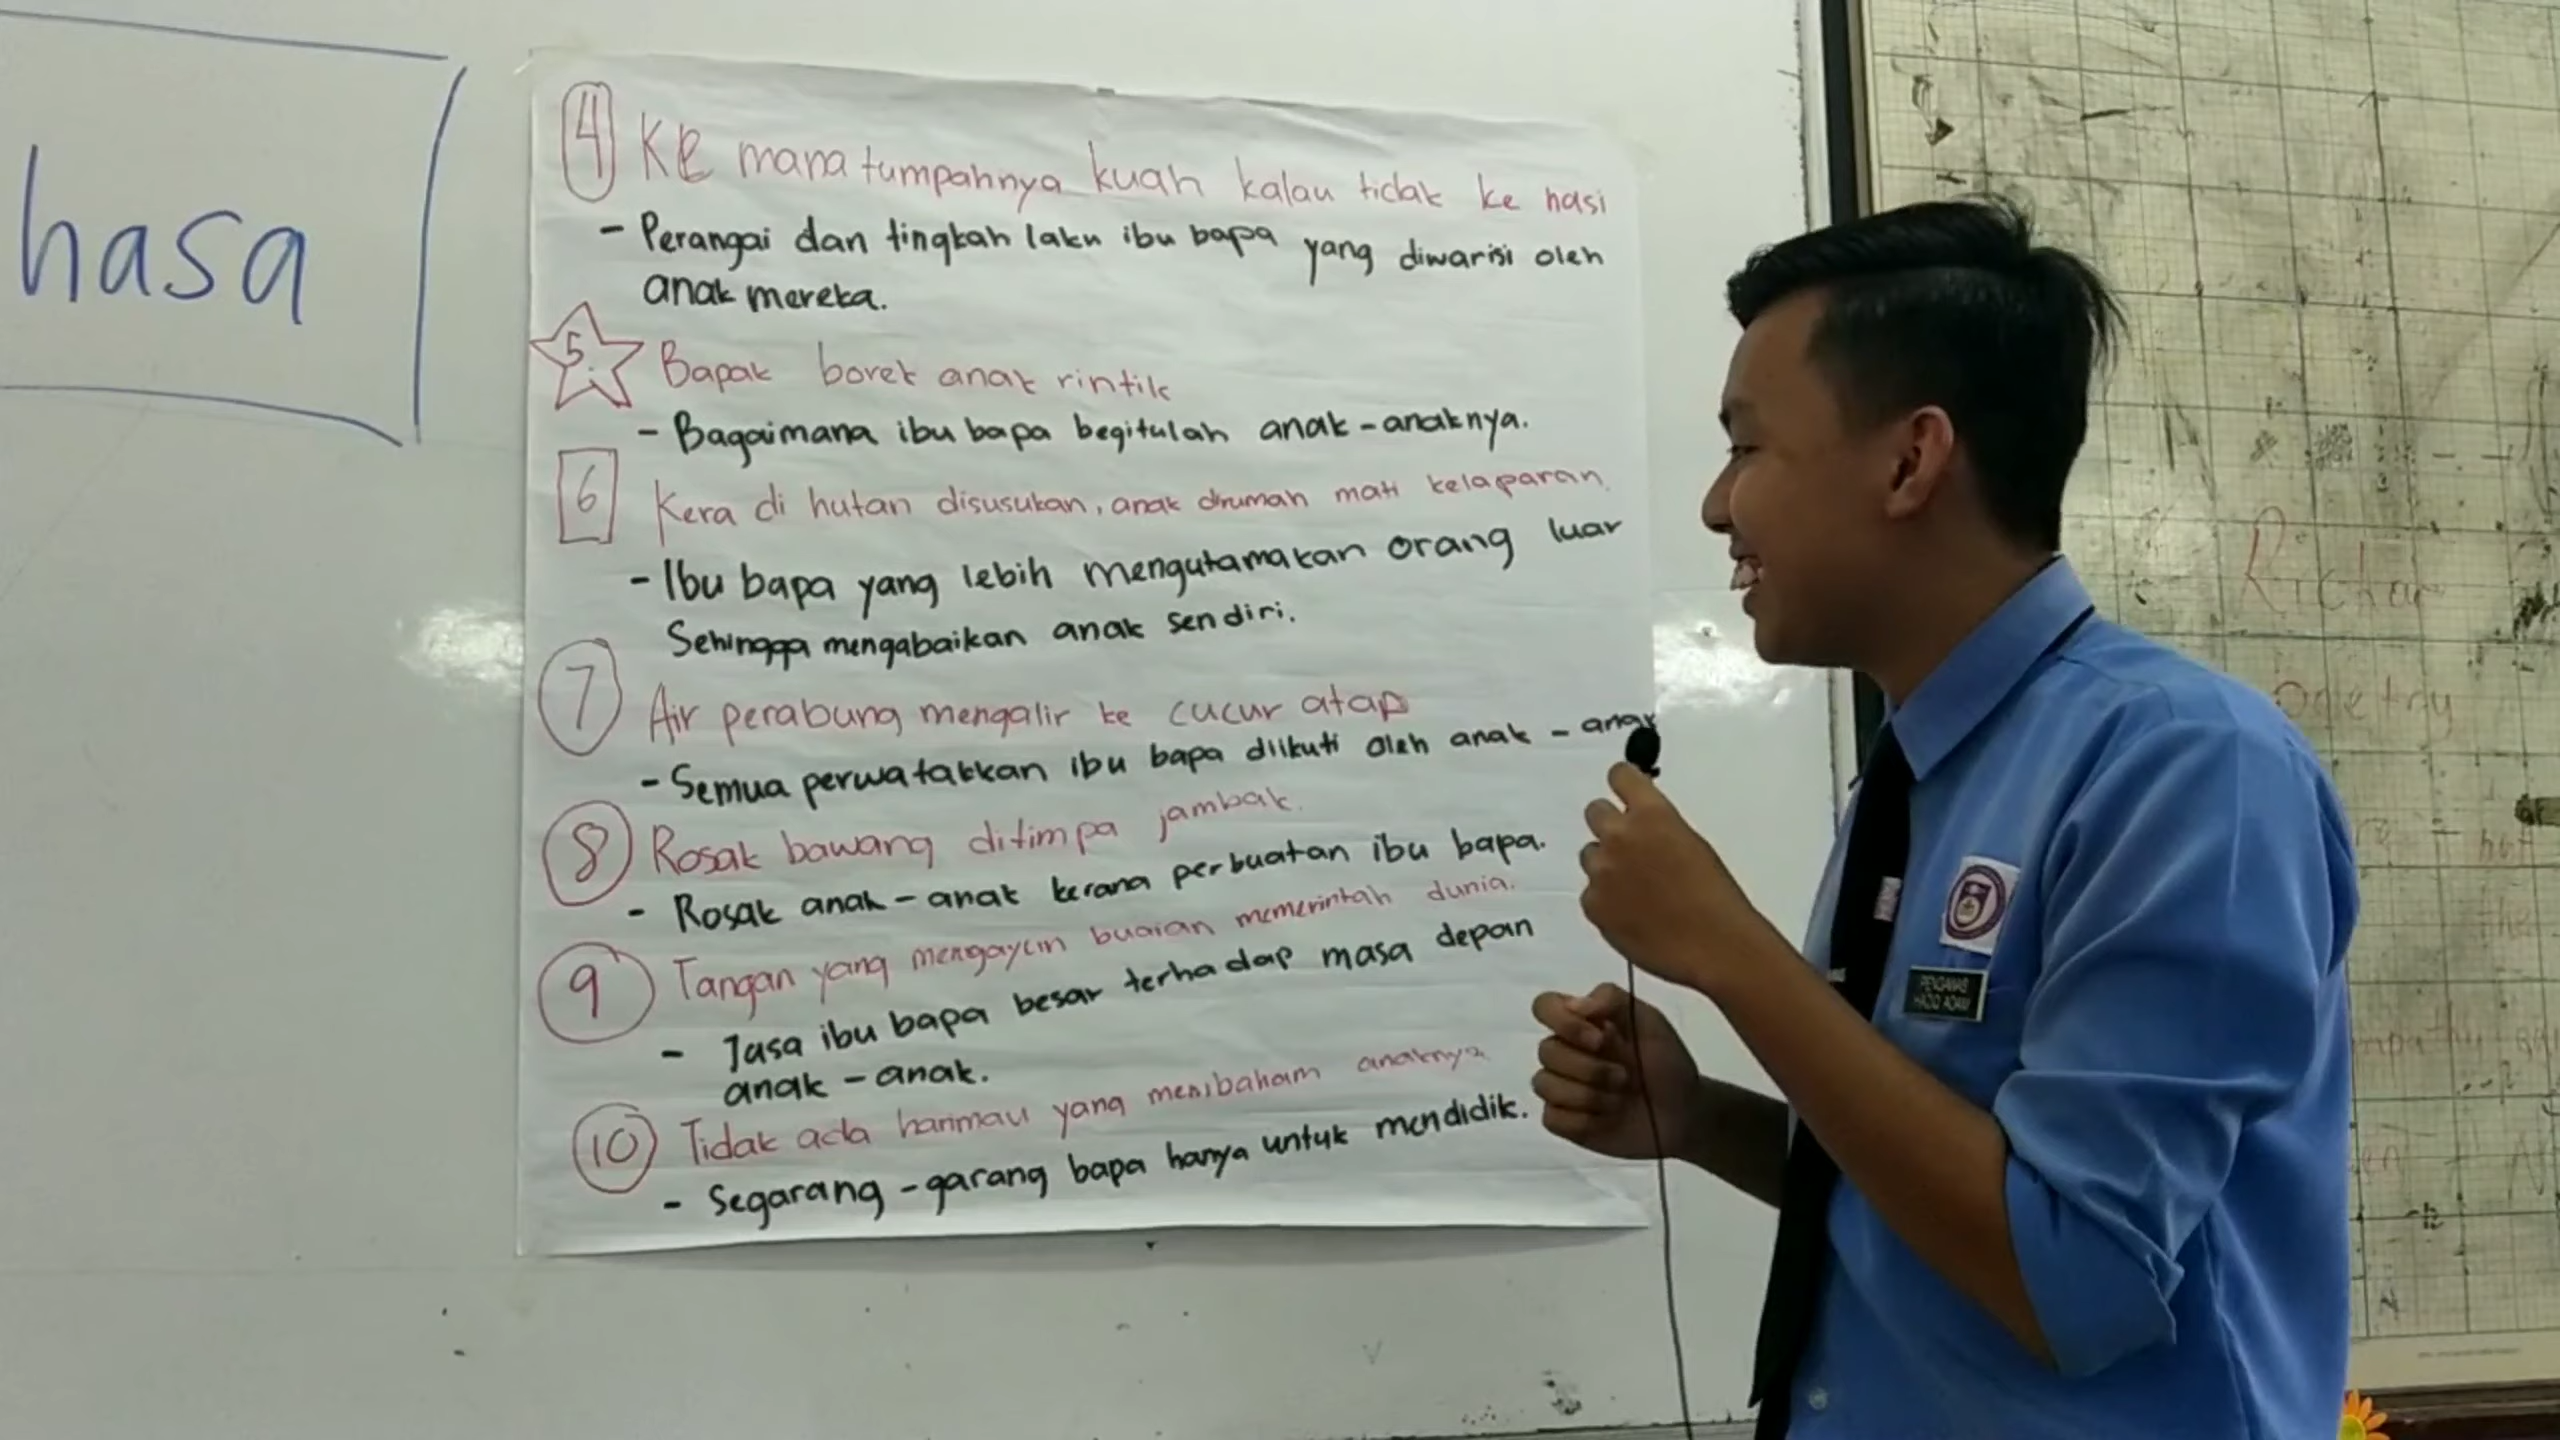 hasa
4 Ke mana tumpahnya kuah kalau tidak ke nasi
- Perangai dan tingkah laku ibu bapa yang diwarisi oleh
anak mereka.
5. Bapak borek anak rintik
- Bagaimana ibu bapa begitulah anak-anaknya.
6 Kera di hutan disusukan, anak dirumah mati kelaparan.
- Ibu bapa yang lebih mengutamakan orang luar
Sehingga mengabaikan anak sendiri.
7 Air perabung mengalir ke cucur atap
- Semua perwatakkan ibu bapa diikuti oleh anak-anak
8 Rosak bawang ditimpa jambak.
- Rosak anak-anak kerana perbuatan ibu bapa.
9 Tangan yang mengayun buaian memerintah dunia.
- Jasa ibu bapa besar terhadap masa depan
anak-anak.
10 Tidak ada harimau yang membaham anaknya
- Segarang-garang bapa hanya untuk mendidik.
PENGAWAS
Richar